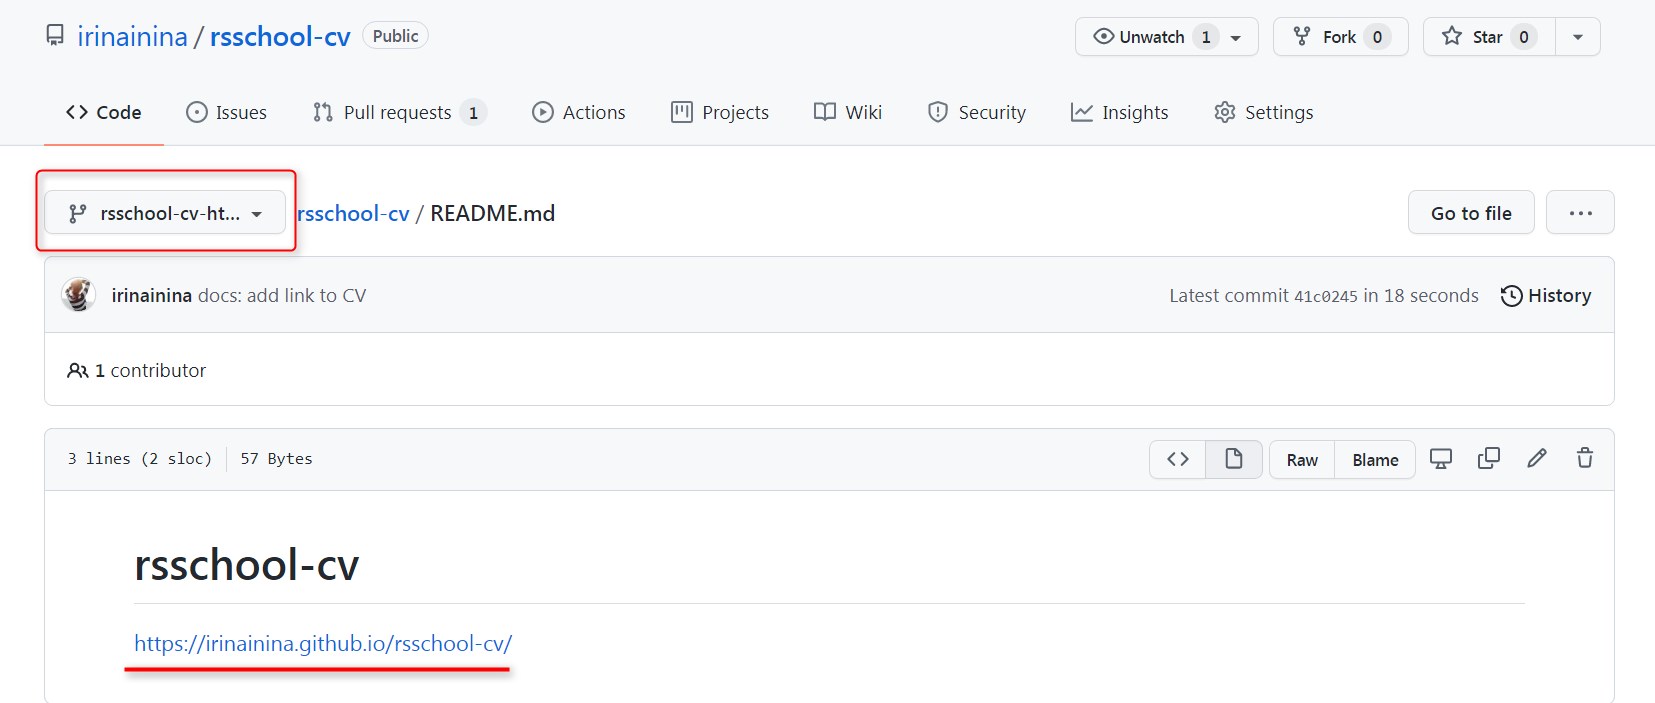 irinainina / rsschool-cv Public Unwatch 1 Fork 0 Star 0
Code Issues Pull requests 1 Actions Projects Wiki Security Insights Settings
rsschool-cv-ht... rsschool-cv / README.md Go to file ...
irinainina docs: add link to CV Latest commit 41c0245 in 18 seconds History
1 contributor
3 lines (2 sloc) 57 Bytes Raw Blame
rsschool-cv
https://irinainina.github.io/rsschool-cv/